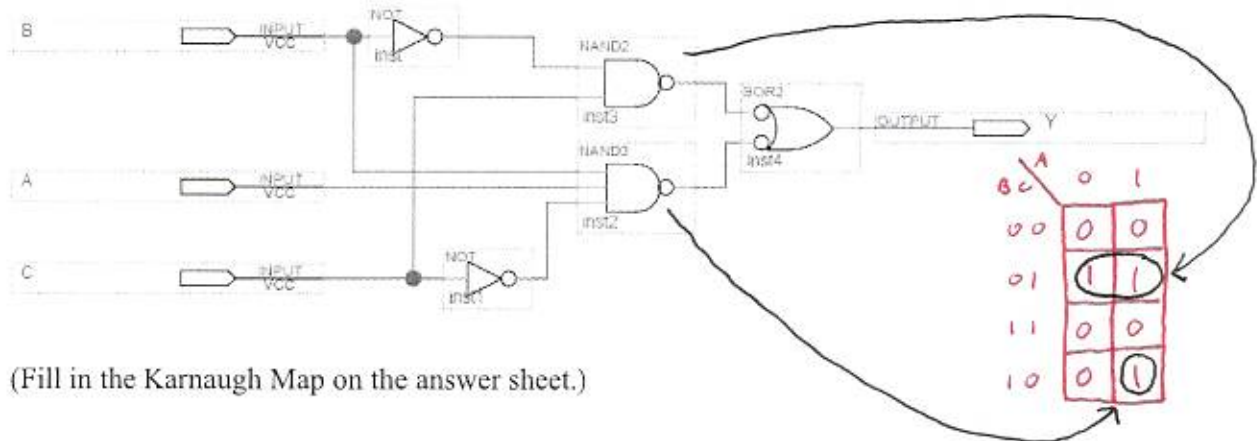 B INPUT VCC NOT inst
NAND2
inst3
BOR2
inst4
OUTPUT Y
NAND3
inst2
A INPUT VCC
C INPUT VCC NOT inst1
A
BC 0 1
00 0 0
01 1 1
11 0 0
10 0 1
(Fill in the Karnaugh Map on the answer sheet.)